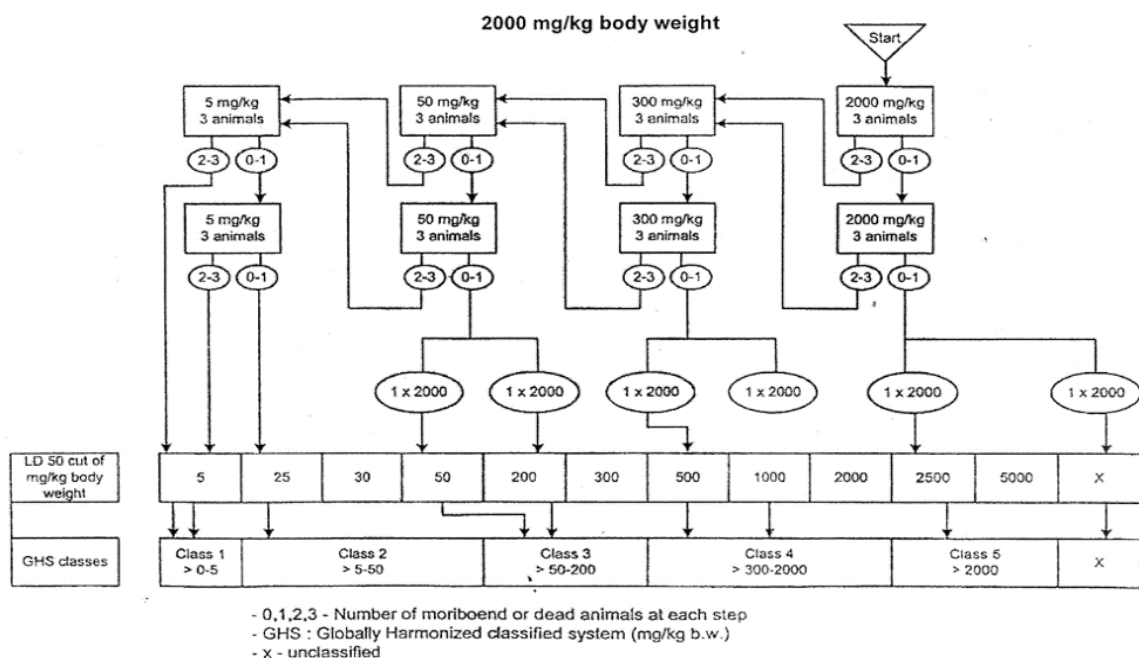 2000 mg/kg body weight
Start
5 mg/kg
3 animals
50 mg/kg
3 animals
300 mg/kg
3 animals
2000 mg/kg
3 animals
2-3
0-1
2-3
0-1
2-3
0-1
2-3
0-1
5 mg/kg
3 animals
50 mg/kg
3 animals
300 mg/kg
3 animals
2000 mg/kg
3 animals
2-3
0-1
2-3
0-1
2-3
0-1
2-3
0-1
1 x 2000
1 x 2000
1 x 2000
1 x 2000
1 x 2000
1 x 2000
LD 50 cut of
mg/kg body
weight
5
25
30
50
200
300
500
1000
2000
2500
5000
X
GHS classes
Class 1
> 0-5
Class 2
> 5-50
Class 3
> 50-200
Class 4
> 300-2000
Class 5
> 2000
X
- 0,1,2,3 - Number of moriboend or dead animals at each step
- GHS : Globally Harmonized classified system (mg/kg b.w.)
- x - unclassified